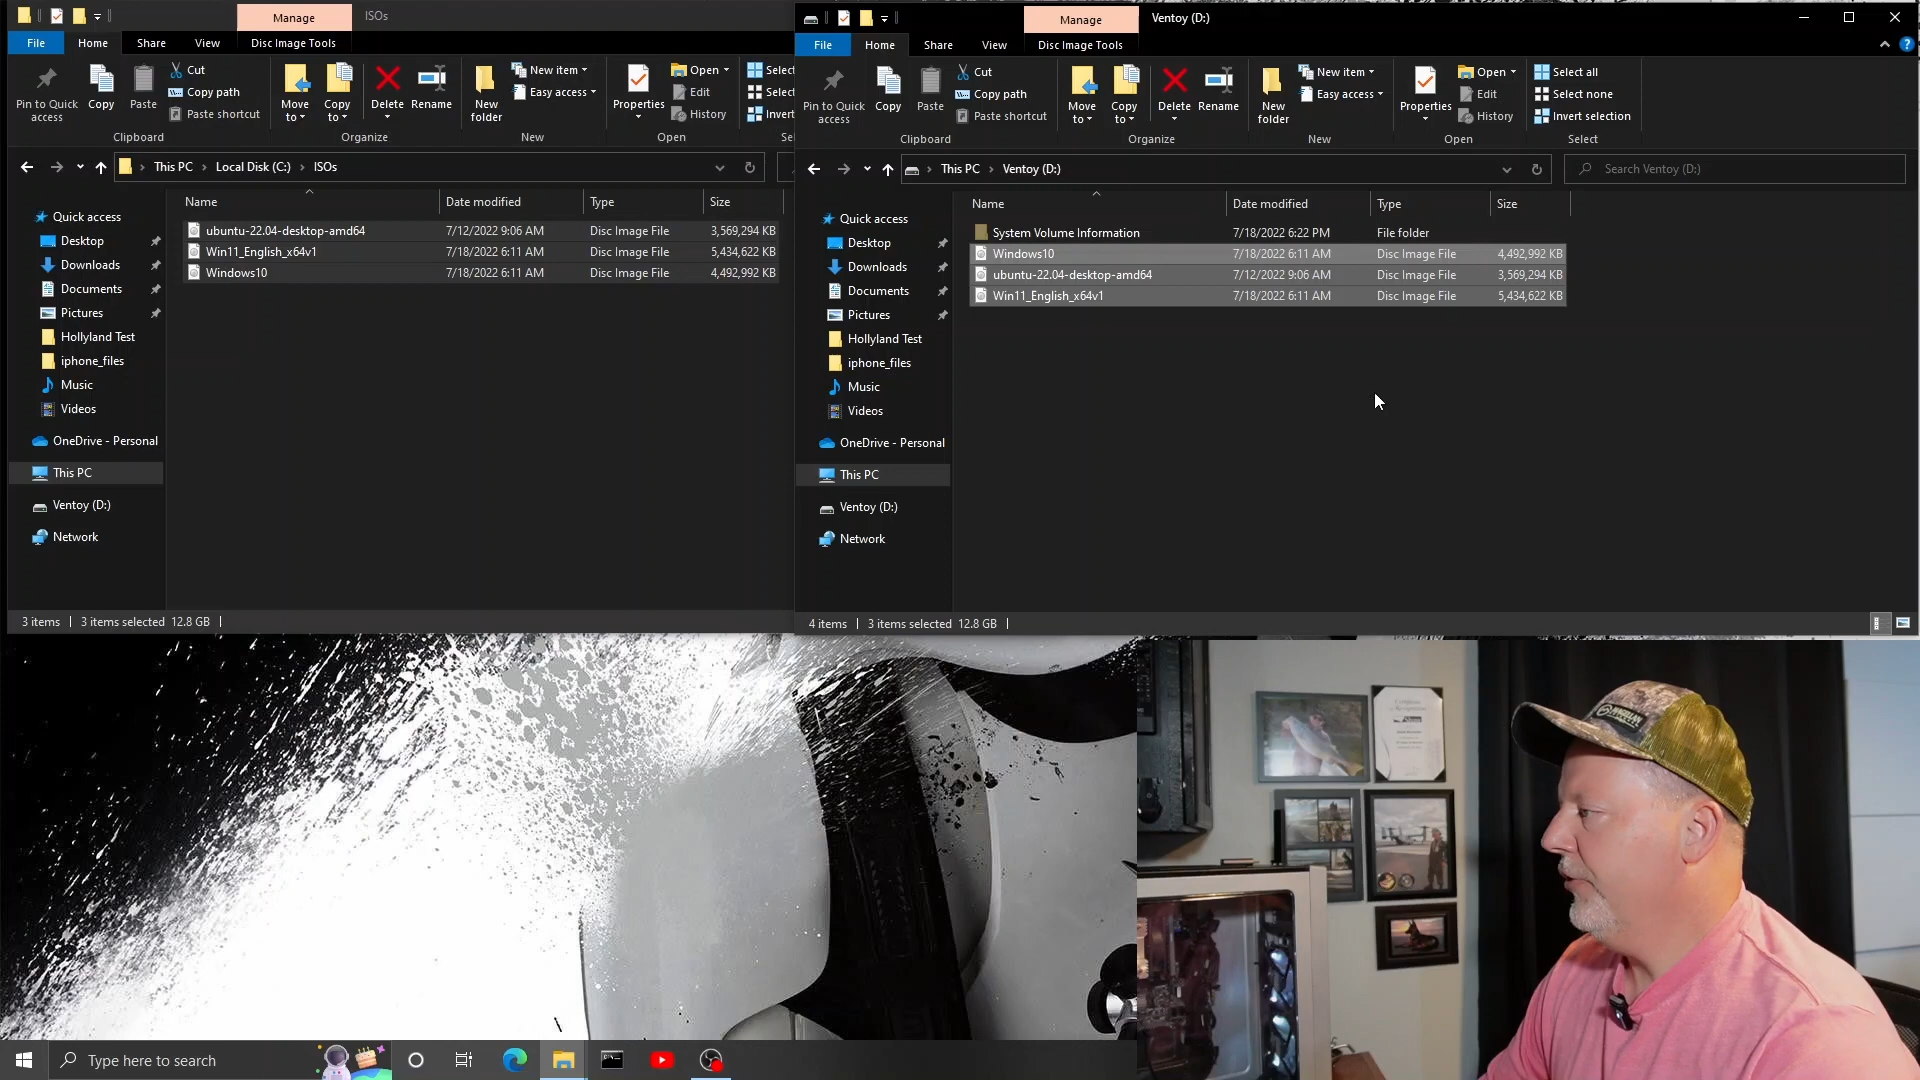 Manage
ISOs
File
Home
Share
View
Disc Image Tools
Pin to Quick access
Copy
Paste
Cut
Copy path
Paste shortcut
Clipboard
Move to
Copy to
Delete
Rename
Organize
New folder
New item
Easy access
New
Properties
Open
Edit
History
Open
Select
Select
Invert
This PC
Local Disk (C:)
ISOs
Name
Date modified
Type
Size
ubuntu-22.04-desktop-amd64 7/12/2022 9:06 AM Disc Image File 3,569,294 KB
Win11_English_x64v1 7/18/2022 6:11 AM Disc Image File 5,434,622 KB
Windows10 7/18/2022 6:11 AM Disc Image File 4,492,992 KB
Quick access
Desktop
Downloads
Documents
Pictures
Hollyland Test
iphone_files
Music
Videos
OneDrive - Personal
This PC
Ventoy (D:)
Network
3 items
3 items selected 12.8 GB
Manage
Ventoy (D:)
File
Home
Share
View
Disc Image Tools
Pin to Quick access
Copy
Paste
Cut
Copy path
Paste shortcut
Clipboard
Move to
Copy to
Delete
Rename
Organize
New folder
New item
Easy access
New
Properties
Open
Edit
History
Open
Select all
Select none
Invert selection
Select
This PC
Ventoy (D:)
Search Ventoy (D:)
Name
Date modified
Type
Size
System Volume Information 7/18/2022 6:22 PM File folder
Windows10 7/18/2022 6:11 AM Disc Image File 4,492,992 KB
ubuntu-22.04-desktop-amd64 7/12/2022 9:06 AM Disc Image File 3,569,294 KB
Win11_English_x64v1 7/18/2022 6:11 AM Disc Image File 5,434,622 KB
Quick access
Desktop
Downloads
Documents
Pictures
Hollyland Test
iphone_files
Music
Videos
OneDrive - Personal
This PC
Ventoy (D:)
Network
4 items
3 items selected 12.8 GB
Type here to search